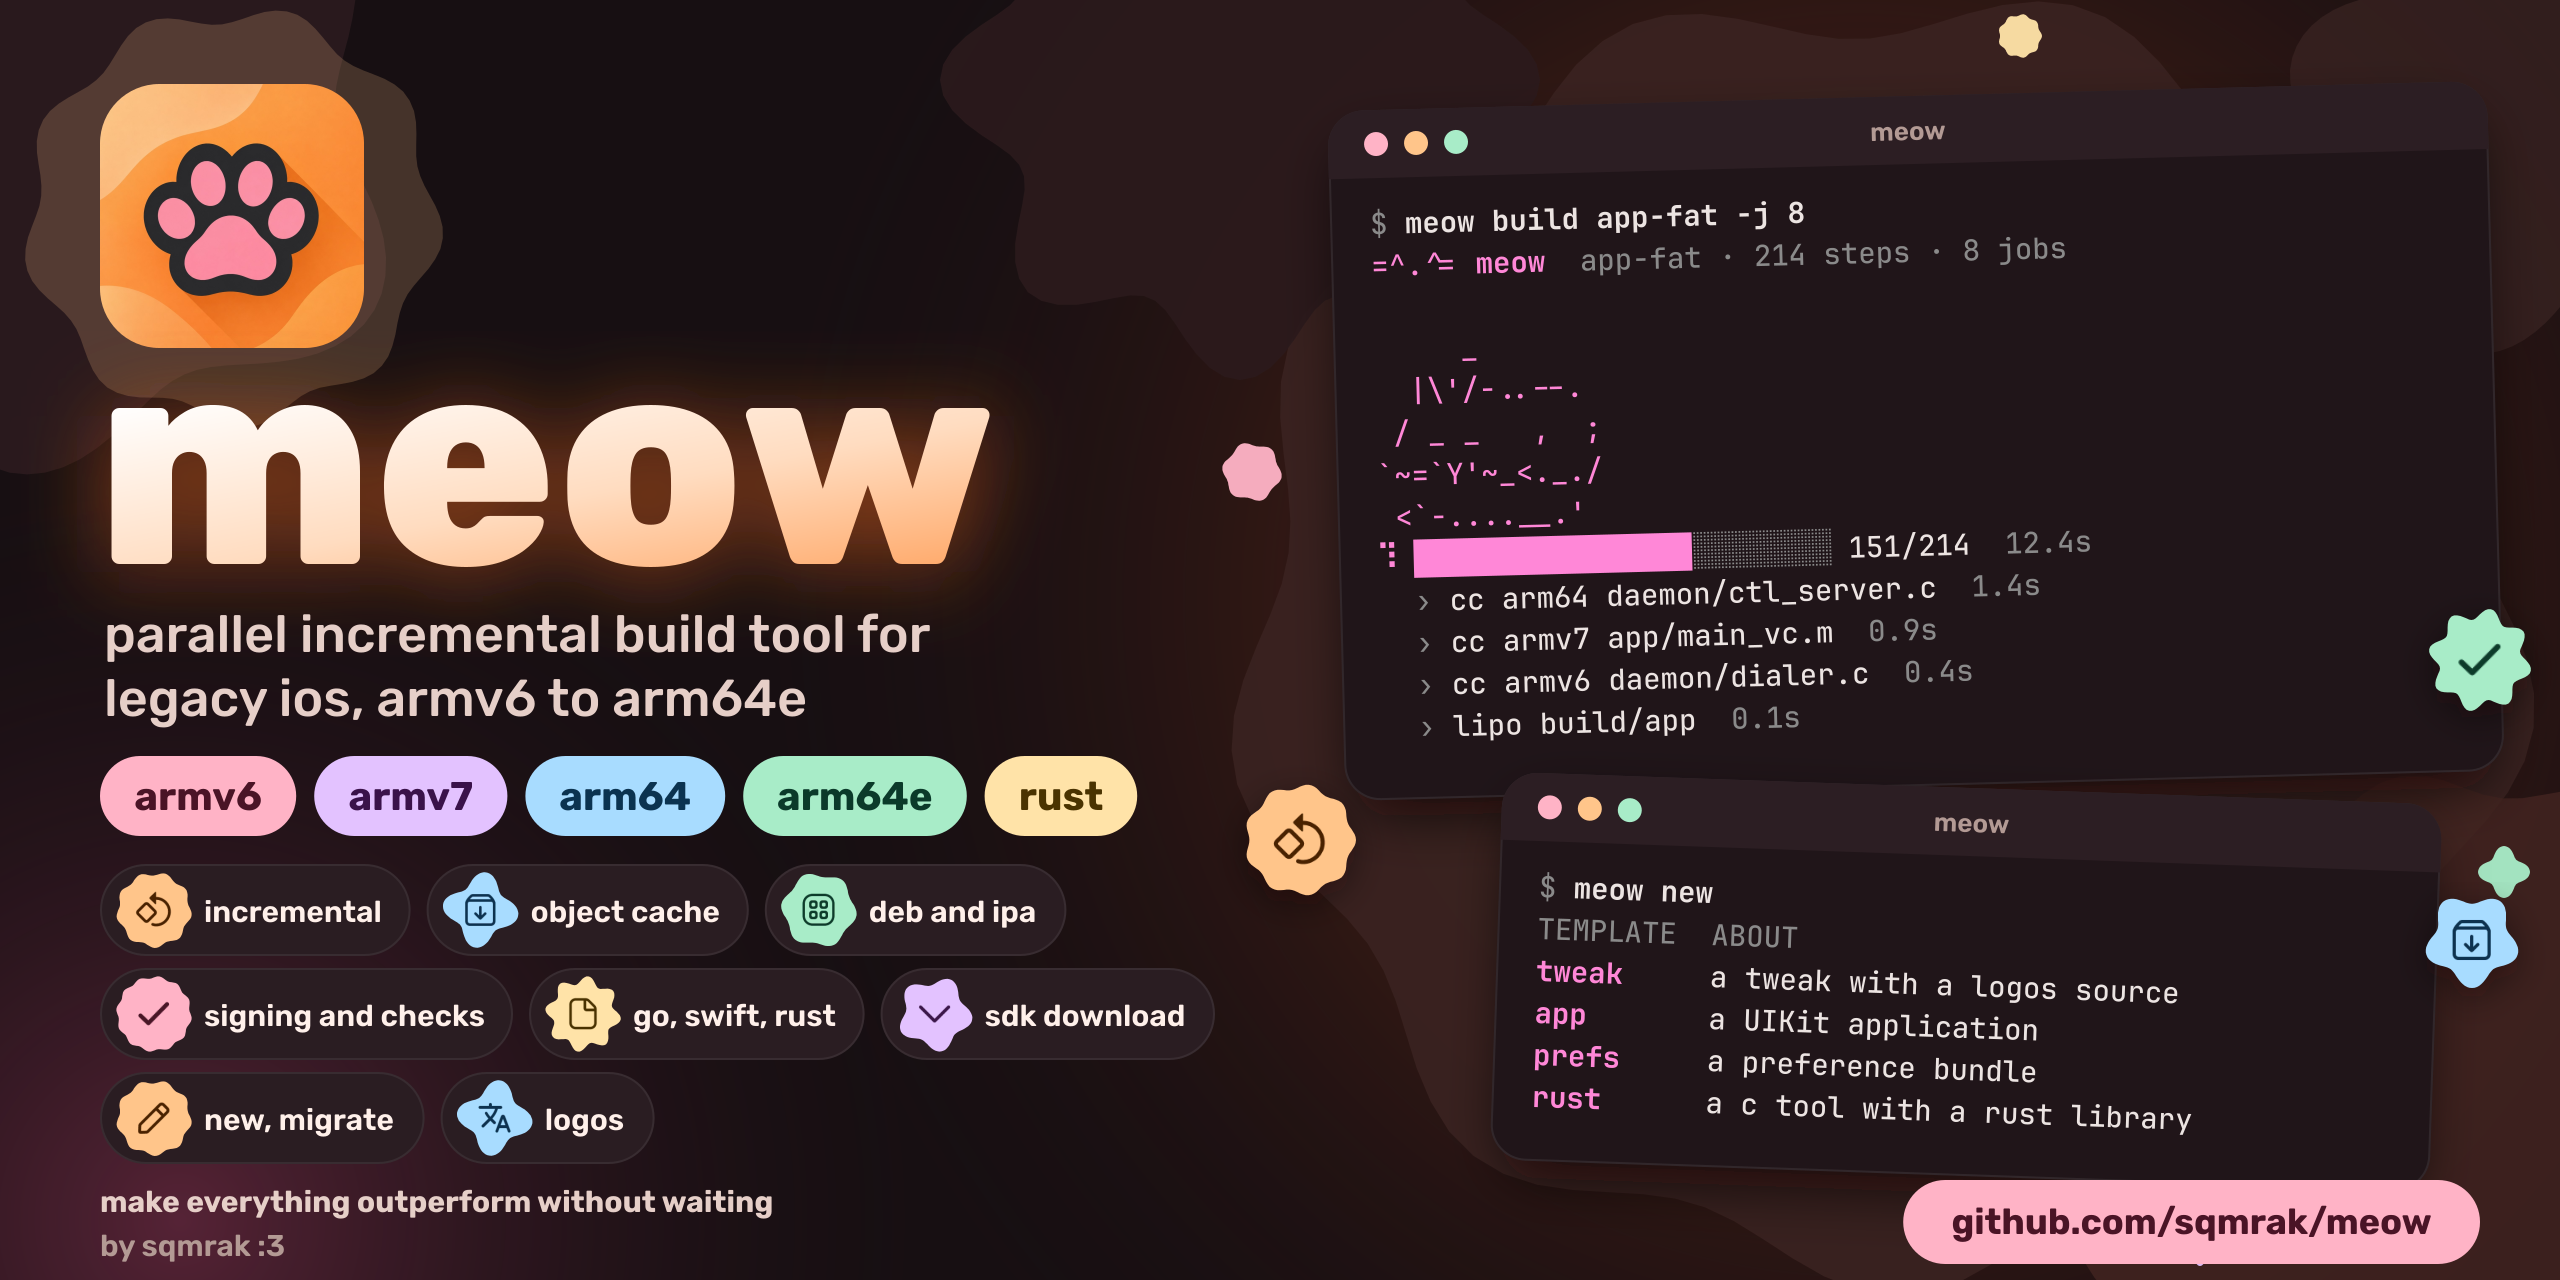 meow
parallel incremental build tool for
legacy ios, armv6 to arm64e
armv6 armv7 arm64 arm64e rust
incremental object cache deb and ipa
signing and checks go, swift, rust sdk download
new, migrate logos
make everything outperform without waiting
by sqmrak :3
meow
$ meow build app-fat -j 8
=^.^= meow  app-fat · 214 steps · 8 jobs
     _
  |\'/-..--.
 / _ _   ,  ;
`~=`Y'~_<._./
 <`-....__.'
151/214  12.4s
› cc arm64 daemon/ctl_server.c  1.4s
› cc armv7 app/main_vc.m  0.9s
› cc armv6 daemon/dialer.c  0.4s
› lipo build/app  0.1s
meow
$ meow new
TEMPLATE  ABOUT
tweak     a tweak with a logos source
app       a UIKit application
prefs     a preference bundle
rust      a c tool with a rust library
github.com/sqmrak/meow